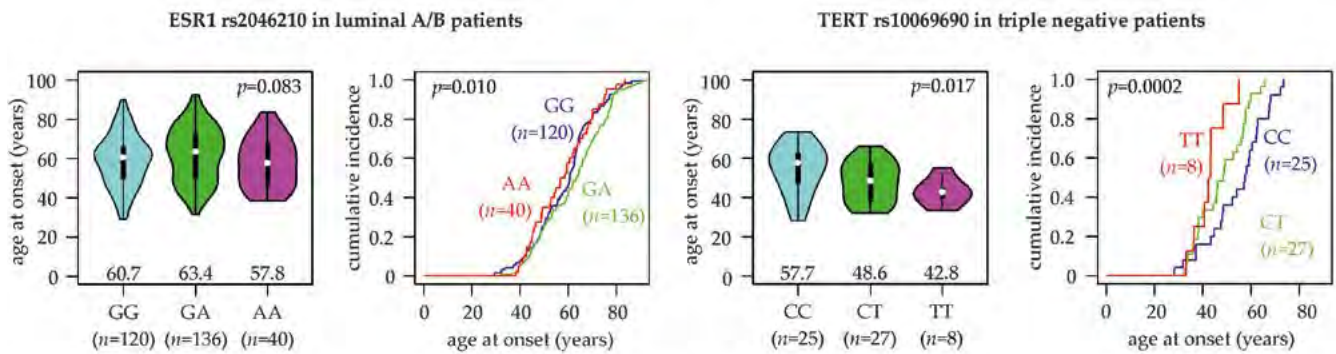 ESR1 rs2046210 in luminal A/B patients
TERT rs10069690 in triple negative patients
age at onset (years)
100
80
60
40
20
0
p=0.083
60.7 63.4 57.8
GG GA AA
(n=120) (n=136) (n=40)
cumulative incidence
1.0
0.8
0.6
0.4
0.2
0
p=0.010
GG
(n=120)
AA
(n=40)
GA
(n=136)
0 20 40 60 80
age at onset (years)
age at onset (years)
100
80
60
40
20
0
p=0.017
57.7 48.6 42.8
CC CT TT
(n=25) (n=27) (n=8)
cumulative incidence
1.0
0.8
0.6
0.4
0.2
0
p=0.0002
TT
(n=8)
CC
(n=25)
CT
(n=27)
0 20 40 60 80
age at onset (years)